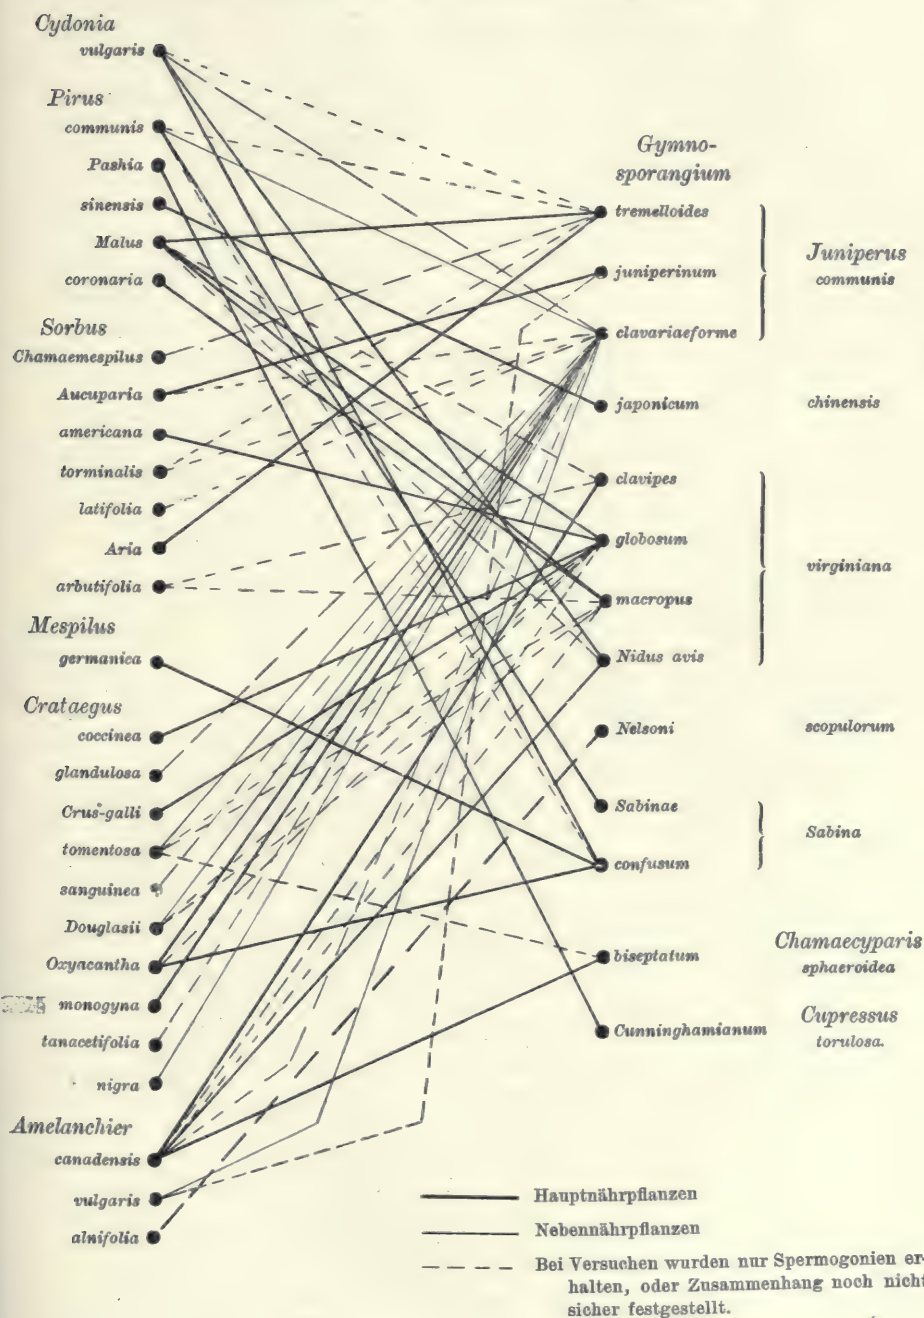 Cydonia
vulgaris
Pirus
communis
Pashia
sinensis
Malus
coronaria
Sorbus
Chamaemespilus
Aucuparia
americana
torminalis
latifolia
Aria
arbutifolia
Mespilus
germanica
Crataegus
coccinea
glandulosa
Crus-galli
tomentosa
sanguinea
Douglasii
Oxyacantha
monogyna
tanacetifolia
nigra
Amelanchier
canadensis
vulgaris
alnifolia
Gymno-
sporangium
tremelloides
juniperinum
clavariaeforme
japonicum
clavipes
globosum
macropus
Nidus avis
Nelsoni
Sabinae
confusum
biseptatum
Cunninghamianum
Juniperus
communis
chinensis
virginiana
scopulorum
Sabina
Chamaecyparis
sphaeroidea
Cupressus
torulosa.
Hauptnährpflanzen
Nebennährpflanzen
Bei Versuchen wurden nur Spermogonien er-
halten, oder Zusammenhang noch nicht
sicher festgestellt.